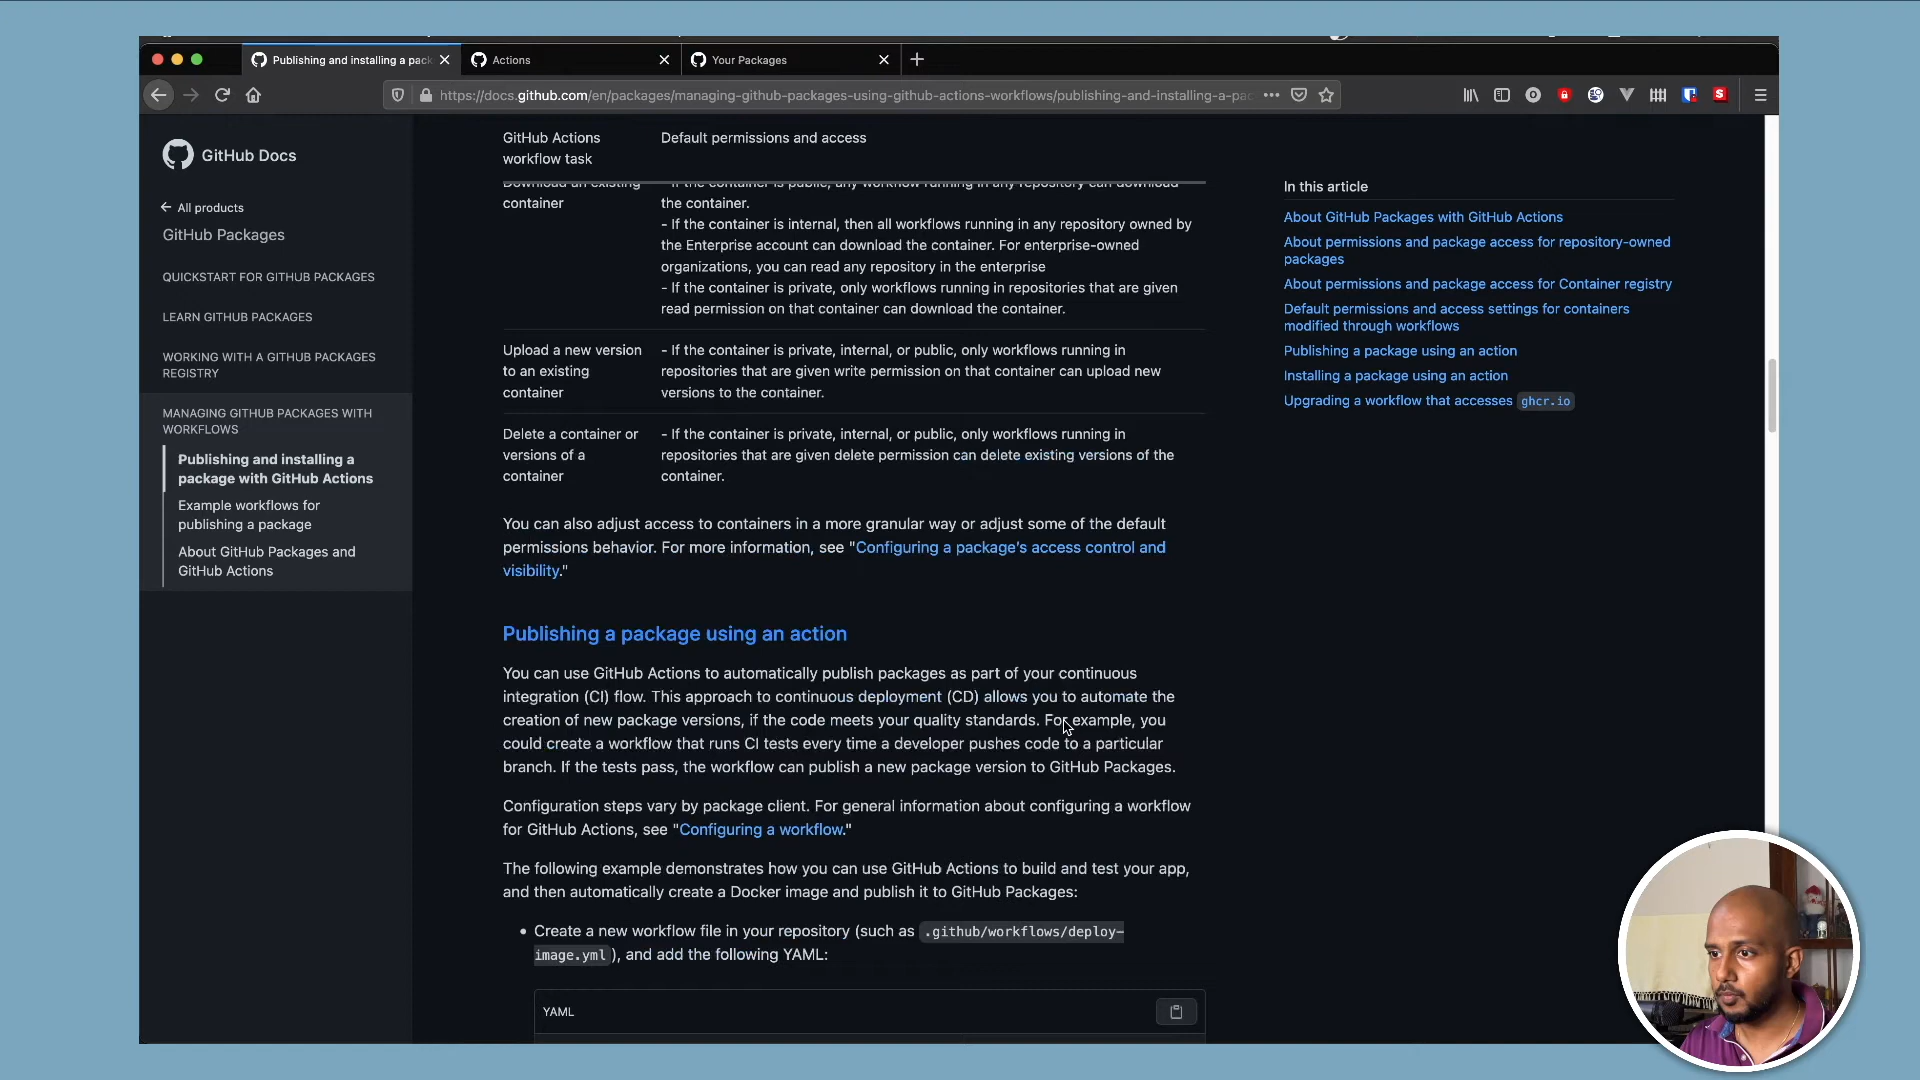 Publishing and installing a pack
Actions
Your Packages
https://docs.github.com/en/packages/managing-github-packages-using-github-actions-workflows/publishing-and-installing-a-pac
GitHub Docs
All products
GitHub Packages
QUICKSTART FOR GITHUB PACKAGES
LEARN GITHUB PACKAGES
WORKING WITH A GITHUB PACKAGES
REGISTRY
MANAGING GITHUB PACKAGES WITH
WORKFLOWS
Publishing and installing a
package with GitHub Actions
Example workflows for
publishing a package
About GitHub Packages and
GitHub Actions
GitHub Actions
workflow task
Default permissions and access
Download an existing
container
- If the container is public, any workflow running in any repository can download
the container.
- If the container is internal, then all workflows running in any repository owned by
the Enterprise account can download the container. For enterprise-owned
organizations, you can read any repository in the enterprise
- If the container is private, only workflows running in repositories that are given
read permission on that container can download the container.
Upload a new version
to an existing
container
- If the container is private, internal, or public, only workflows running in
repositories that are given write permission on that container can upload new
versions to the container.
Delete a container or
versions of a
container
- If the container is private, internal, or public, only workflows running in
repositories that are given delete permission can delete existing versions of the
container.
You can also adjust access to containers in a more granular way or adjust some of the default
permissions behavior. For more information, see "Configuring a package's access control and
visibility."
Publishing a package using an action
You can use GitHub Actions to automatically publish packages as part of your continuous
integration (CI) flow. This approach to continuous deployment (CD) allows you to automate the
creation of new package versions, if the code meets your quality standards. For example, you
could create a workflow that runs CI tests every time a developer pushes code to a particular
branch. If the tests pass, the workflow can publish a new package version to GitHub Packages.
Configuration steps vary by package client. For general information about configuring a workflow
for GitHub Actions, see "Configuring a workflow."
The following example demonstrates how you can use GitHub Actions to build and test your app,
and then automatically create a Docker image and publish it to GitHub Packages:
• Create a new workflow file in your repository (such as .github/workflows/deploy-
image.yml), and add the following YAML:
YAML
In this article
About GitHub Packages with GitHub Actions
About permissions and package access for repository-owned
packages
About permissions and package access for Container registry
Default permissions and access settings for containers
modified through workflows
Publishing a package using an action
Installing a package using an action
Upgrading a workflow that accesses ghcr.io